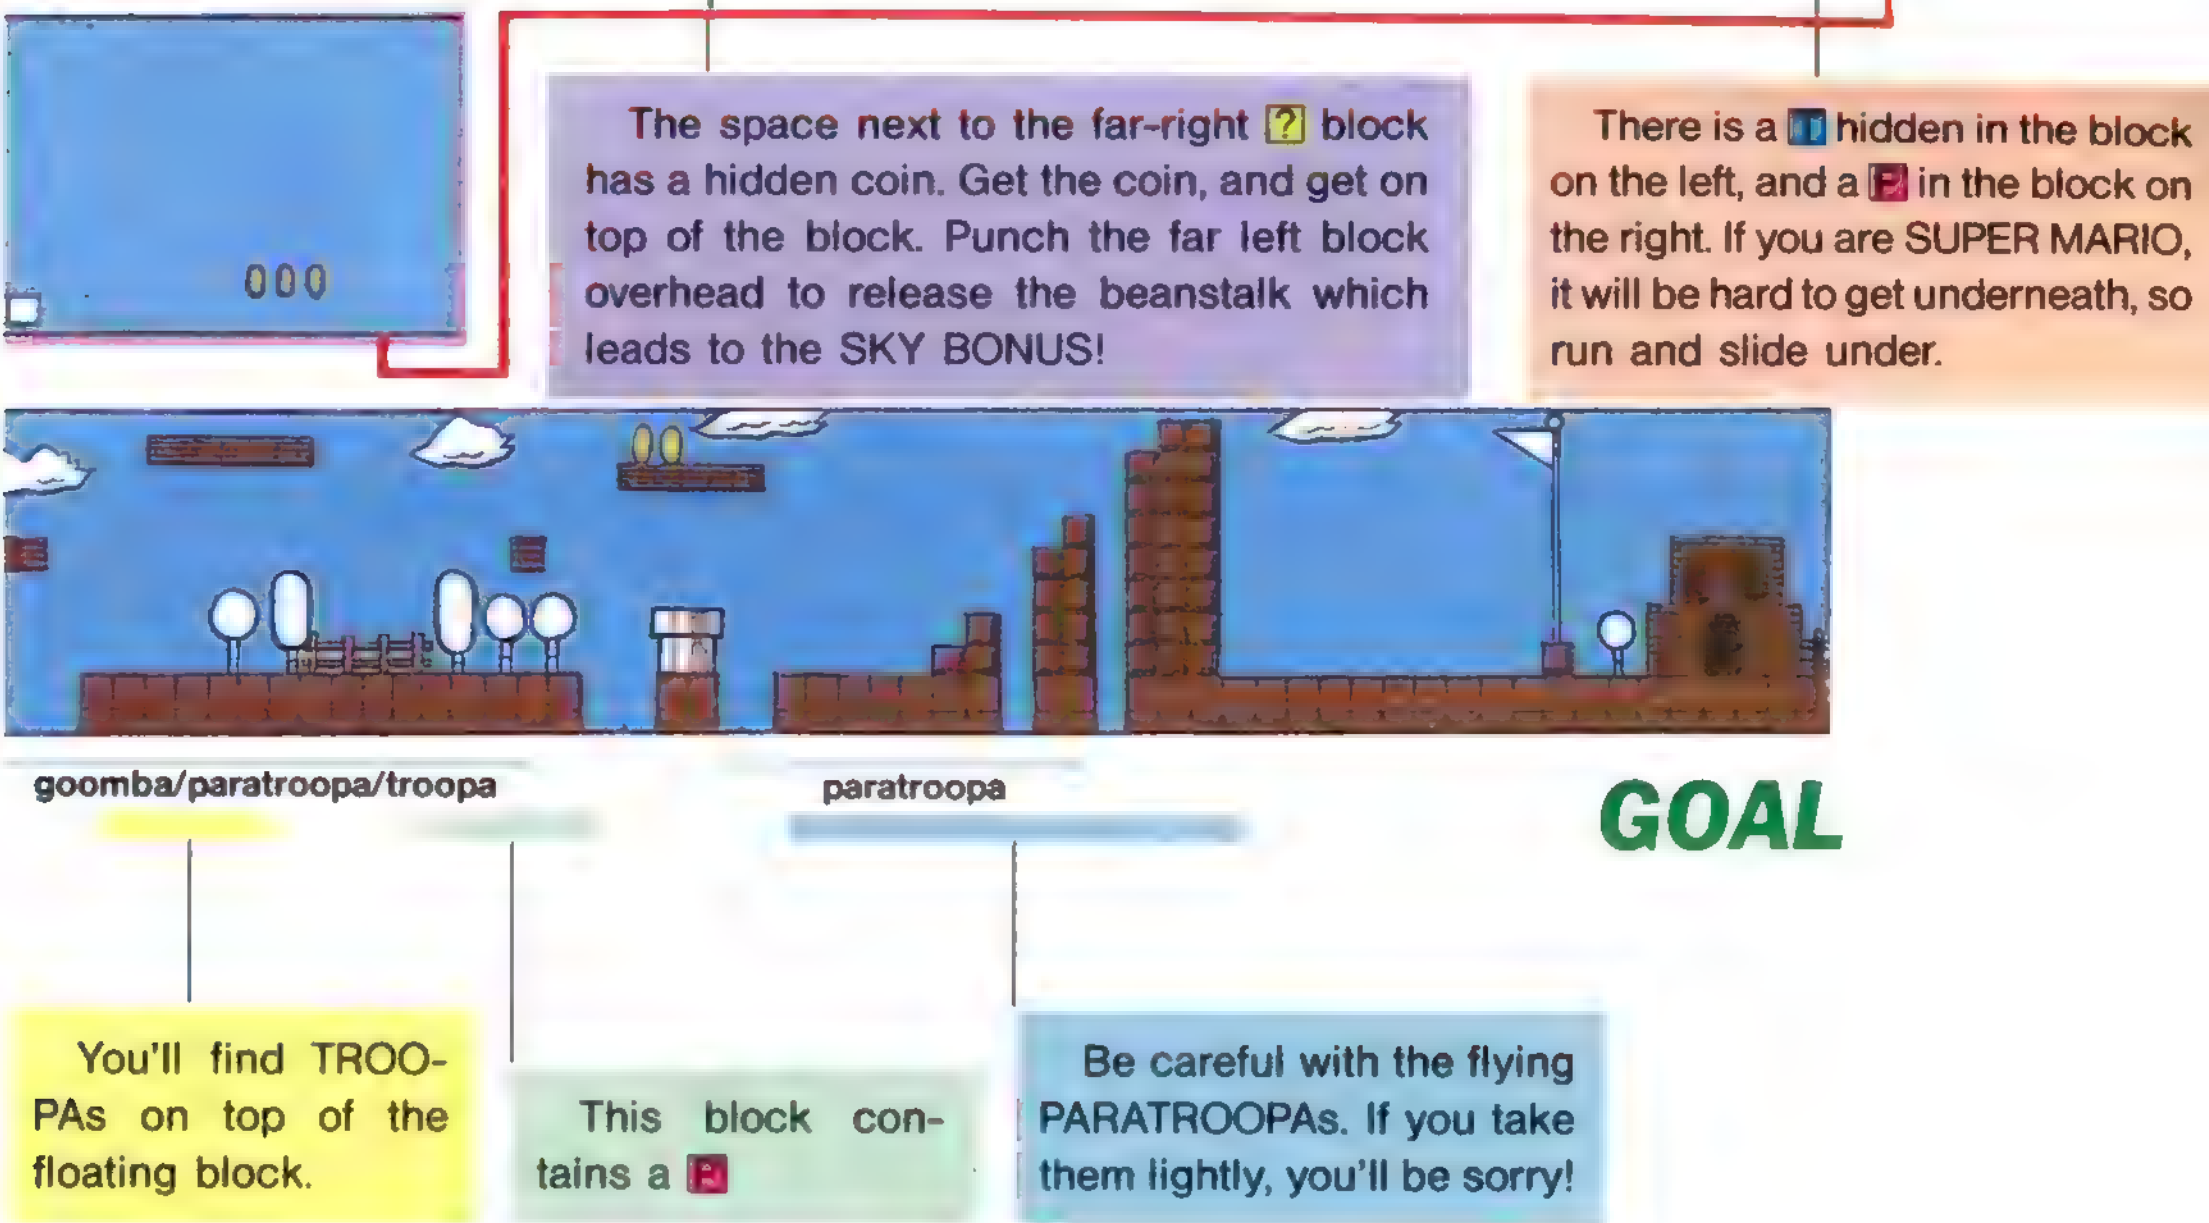 The space next to the far-right ? block
has a hidden coin. Get the coin, and get on
top of the block. Punch the far left block
overhead to release the beanstalk which
leads to the SKY BONUS!
There is a hidden in the block
on the left, and a P in the block on
the right. If you are SUPER MARIO,
it will be hard to get underneath, so
run and slide under.
goomba/paratroopa/troopa
paratroopa
GOAL
You'll find TROO-
PAs on top of the
floating block.
This block con-
tains a P
Be careful with the flying
PARATROOPAs. If you take
them lightly, you'll be sorry!